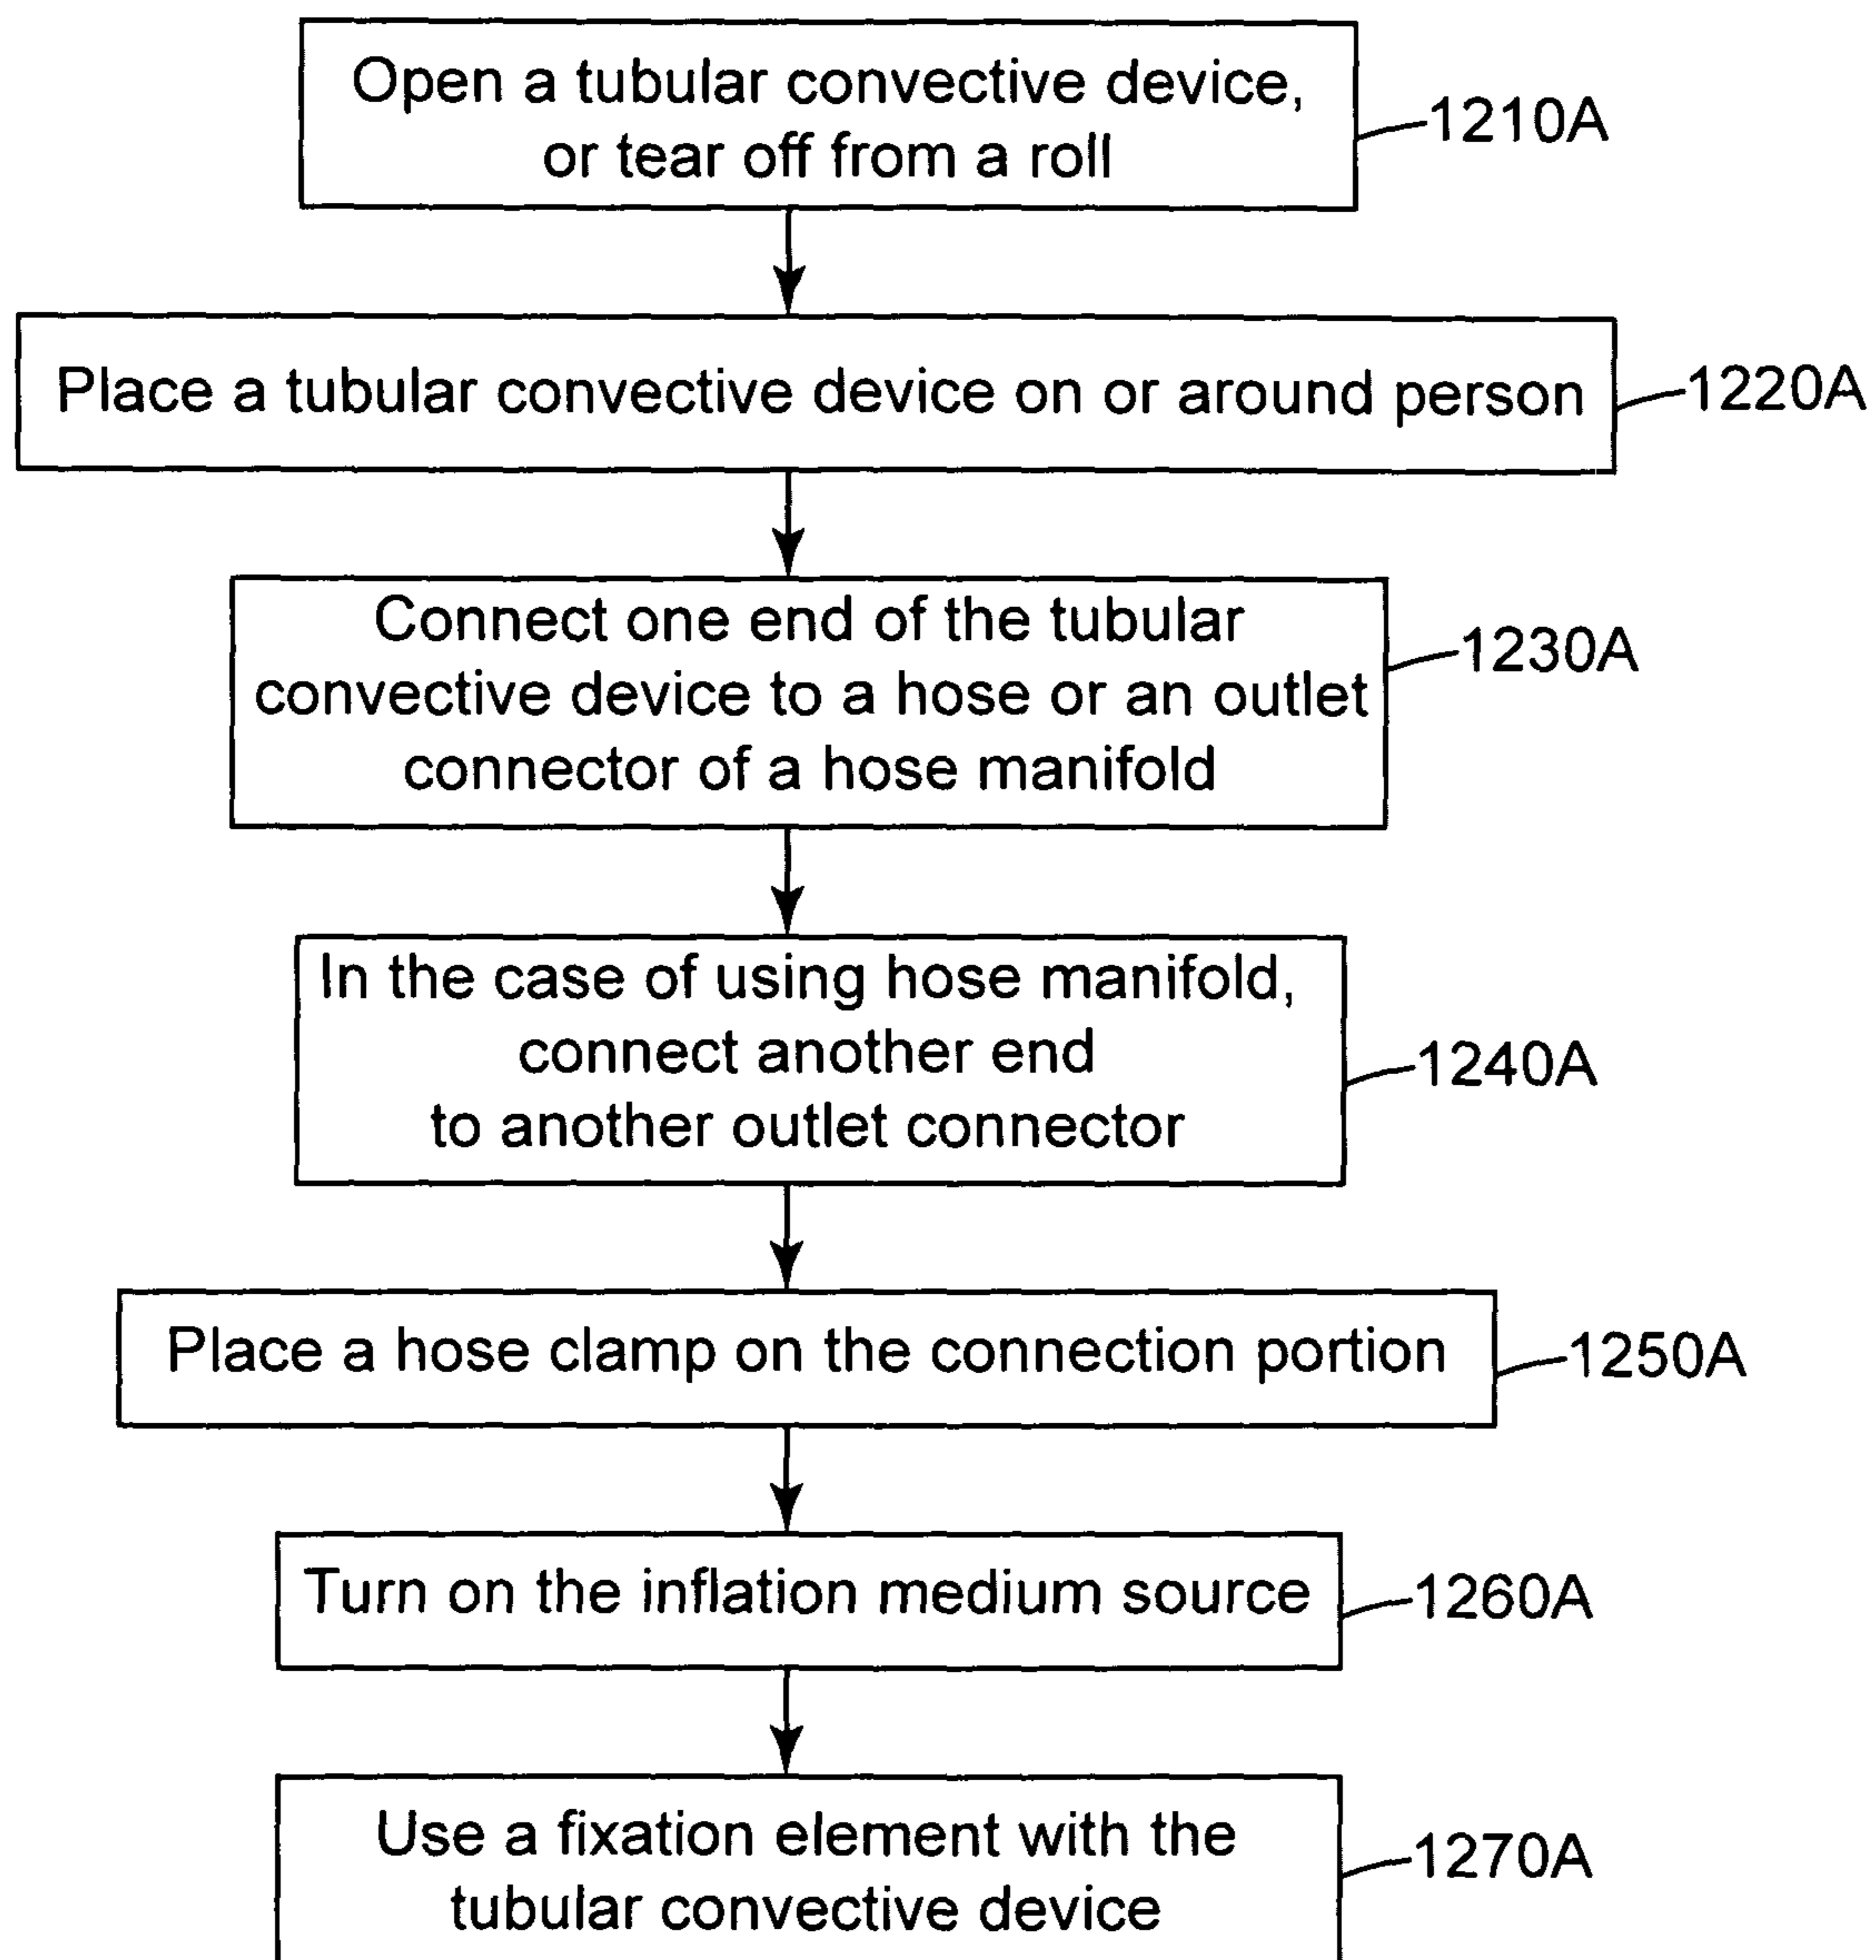 Open a tubular convective device,
or tear off from a roll
1210A
Place a tubular convective device on or around person
1220A
Connect one end of the tubular
convective device to a hose or an outlet
connector of a hose manifold
1230A
In the case of using hose manifold,
connect another end
to another outlet connector
1240A
Place a hose clamp on the connection portion
1250A
Turn on the inflation medium source
1260A
Use a fixation element with the
tubular convective device
1270A